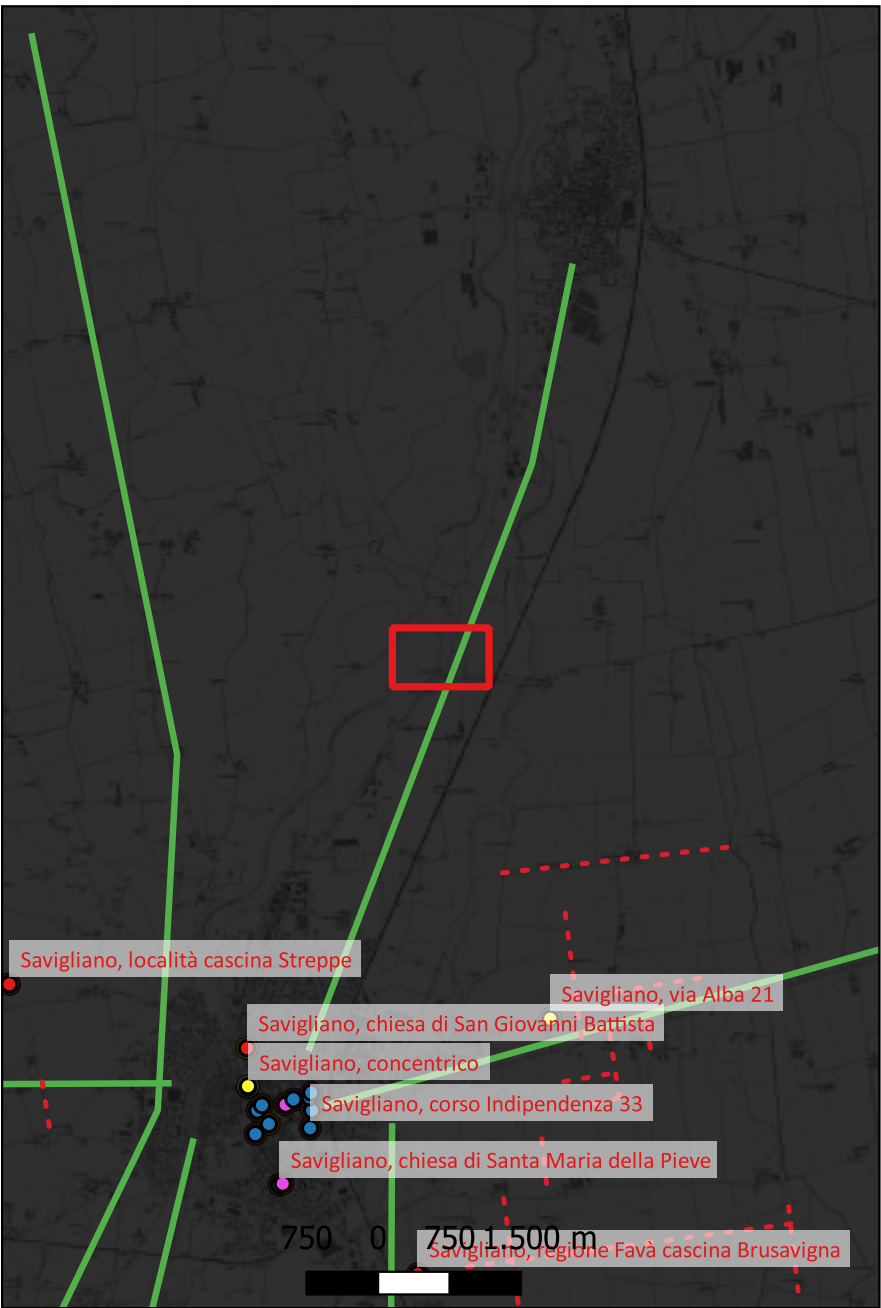 Savigliano, località cascina Streppe
Savigliano, via Alba 21
Savigliano, chiesa di San Giovanni Battista
Savigliano, concentrico
Savigliano, corso Indipendenza 33
Savigliano, chiesa di Santa Maria della Pieve
750 0 750 1.500 m
Savigliano, regione Favà cascina Brusavigna